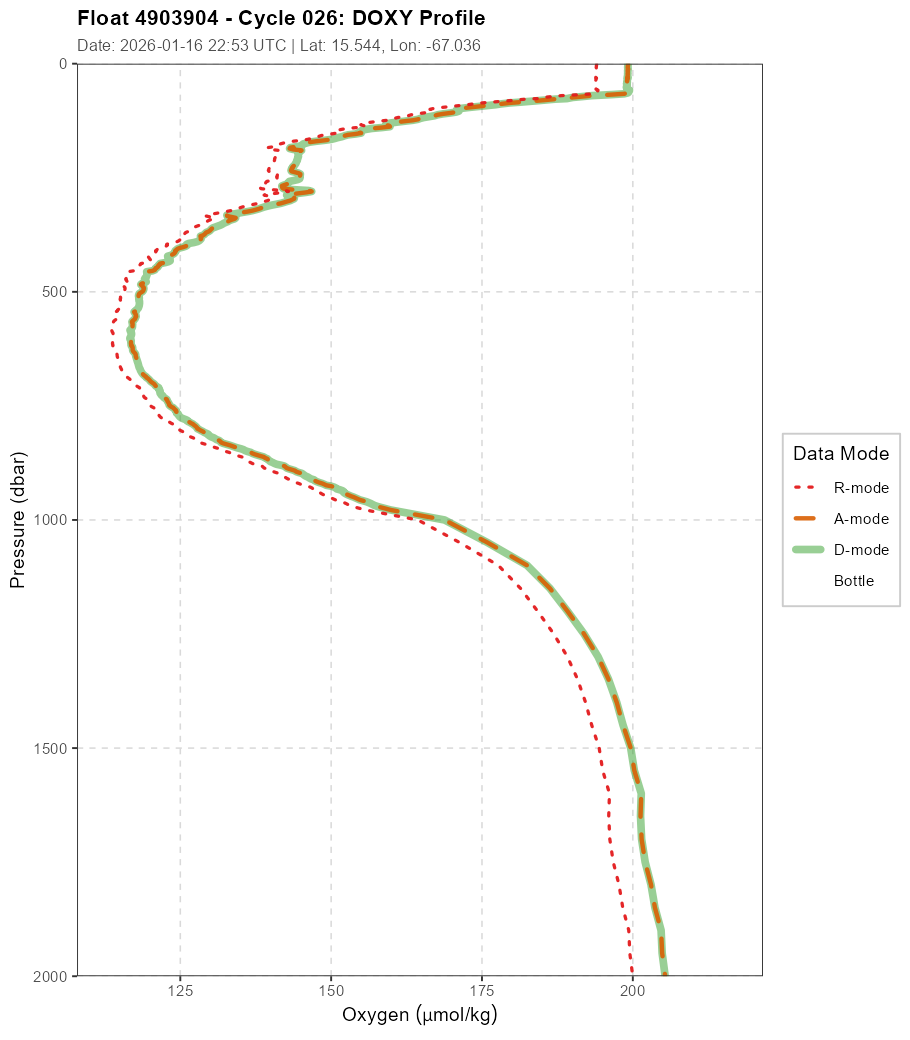 Float 4903904 - Cycle 026: DOXY Profile
Date: 2026-01-16 22:53 UTC | Lat: 15.544, Lon: -67.036
0
500
1000
1500
2000
Pressure (dbar)
125 150 175 200
Oxygen (µmol/kg)
Data Mode
R-mode
A-mode
D-mode
Bottle